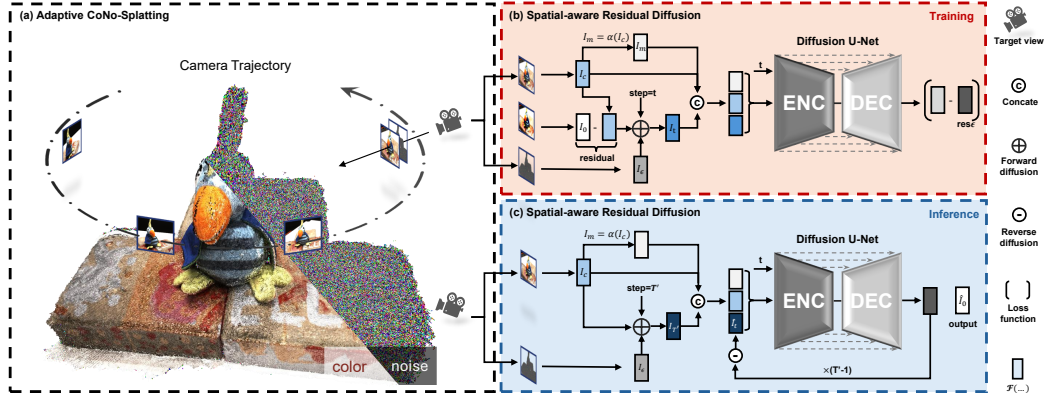 (a) Adaptive CoNo-Splatting
Camera Trajectory
color
noise
(b) Spatial-aware Residual Diffusion
Training
I_m = α(I_c)
I_m
I_c
step=t
I_0
-
residual
I_t
I_ε
C
t
Diffusion U-Net
ENC
DEC
-
resε̂
(c) Spatial-aware Residual Diffusion
Inference
I_m = α(I_c)
I_c
step=T'
I_T'
I_ε
C
I_t
t
Diffusion U-Net
ENC
DEC
Î_0
output
×(T'-1)
Target view
C
Concate
Forward
diffusion
Reverse
diffusion
Loss
function
F(...)